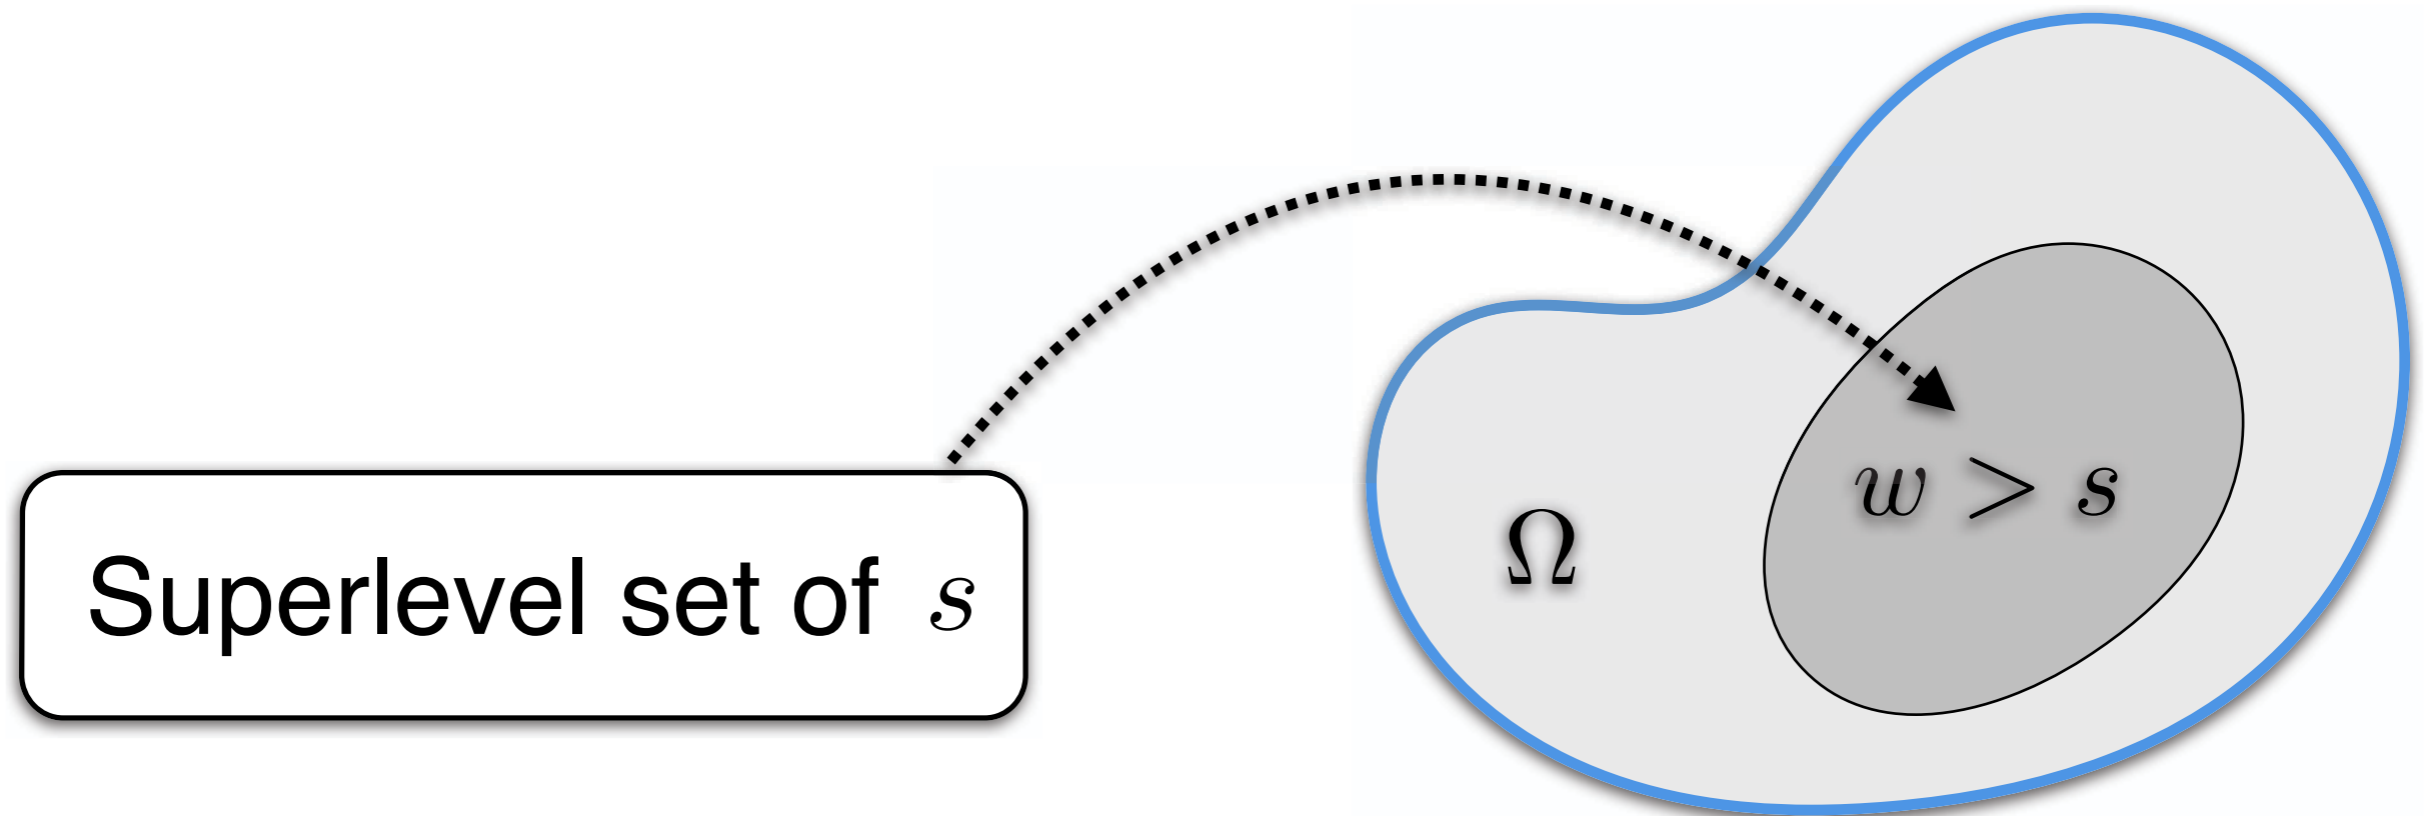 Superlevel set of s
Ω
w > s